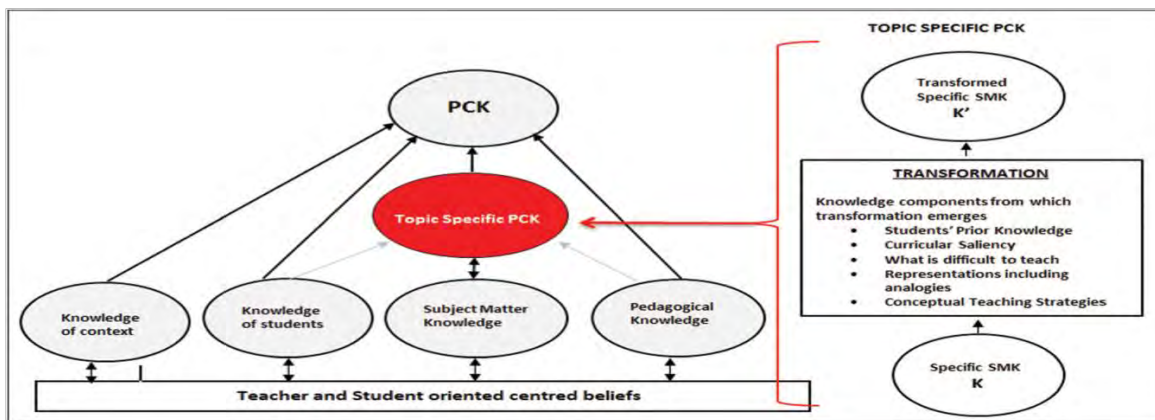 PCK
Topic Specific PCK
Knowledge
of context
Knowledge
of students
Subject Matter
Knowledge
Pedagogical
Knowledge
Teacher and Student oriented centred beliefs
TOPIC SPECIFIC PCK
Transformed
Specific SMK
K'
TRANSFORMATION
Knowledge components from which
transformation emerges
• Students' Prior Knowledge
• Curricular Saliency
• What is difficult to teach
• Representations including
analogies
• Conceptual Teaching Strategies
Specific SMK
K